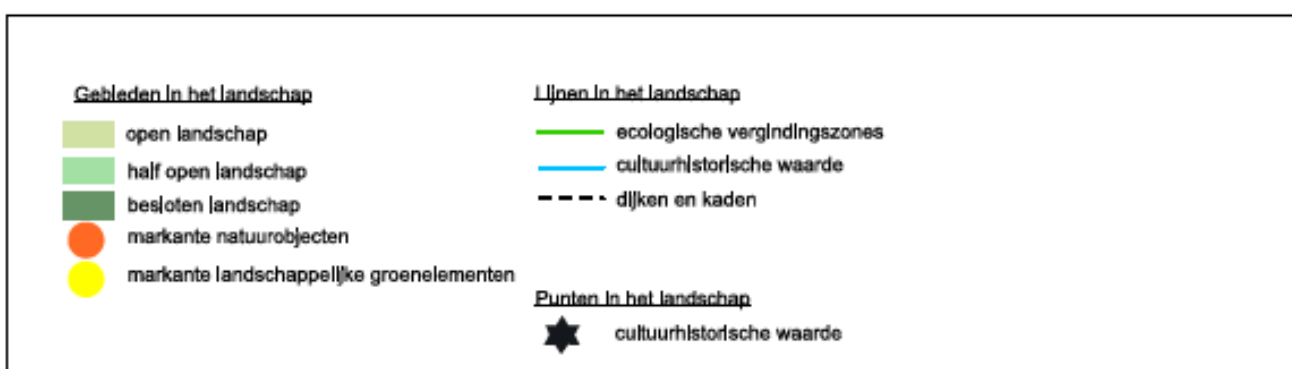 Gebieden in het landschap
open landschap
half open landschap
besloten landschap
markante natuurobjecten
markante landschappelijke groenelementen
Lijnen in het landschap
ecologische vergindingszones
cultuurhistorische waarde
dijken en kaden
Punten in het landschap
cultuurhistorische waarde